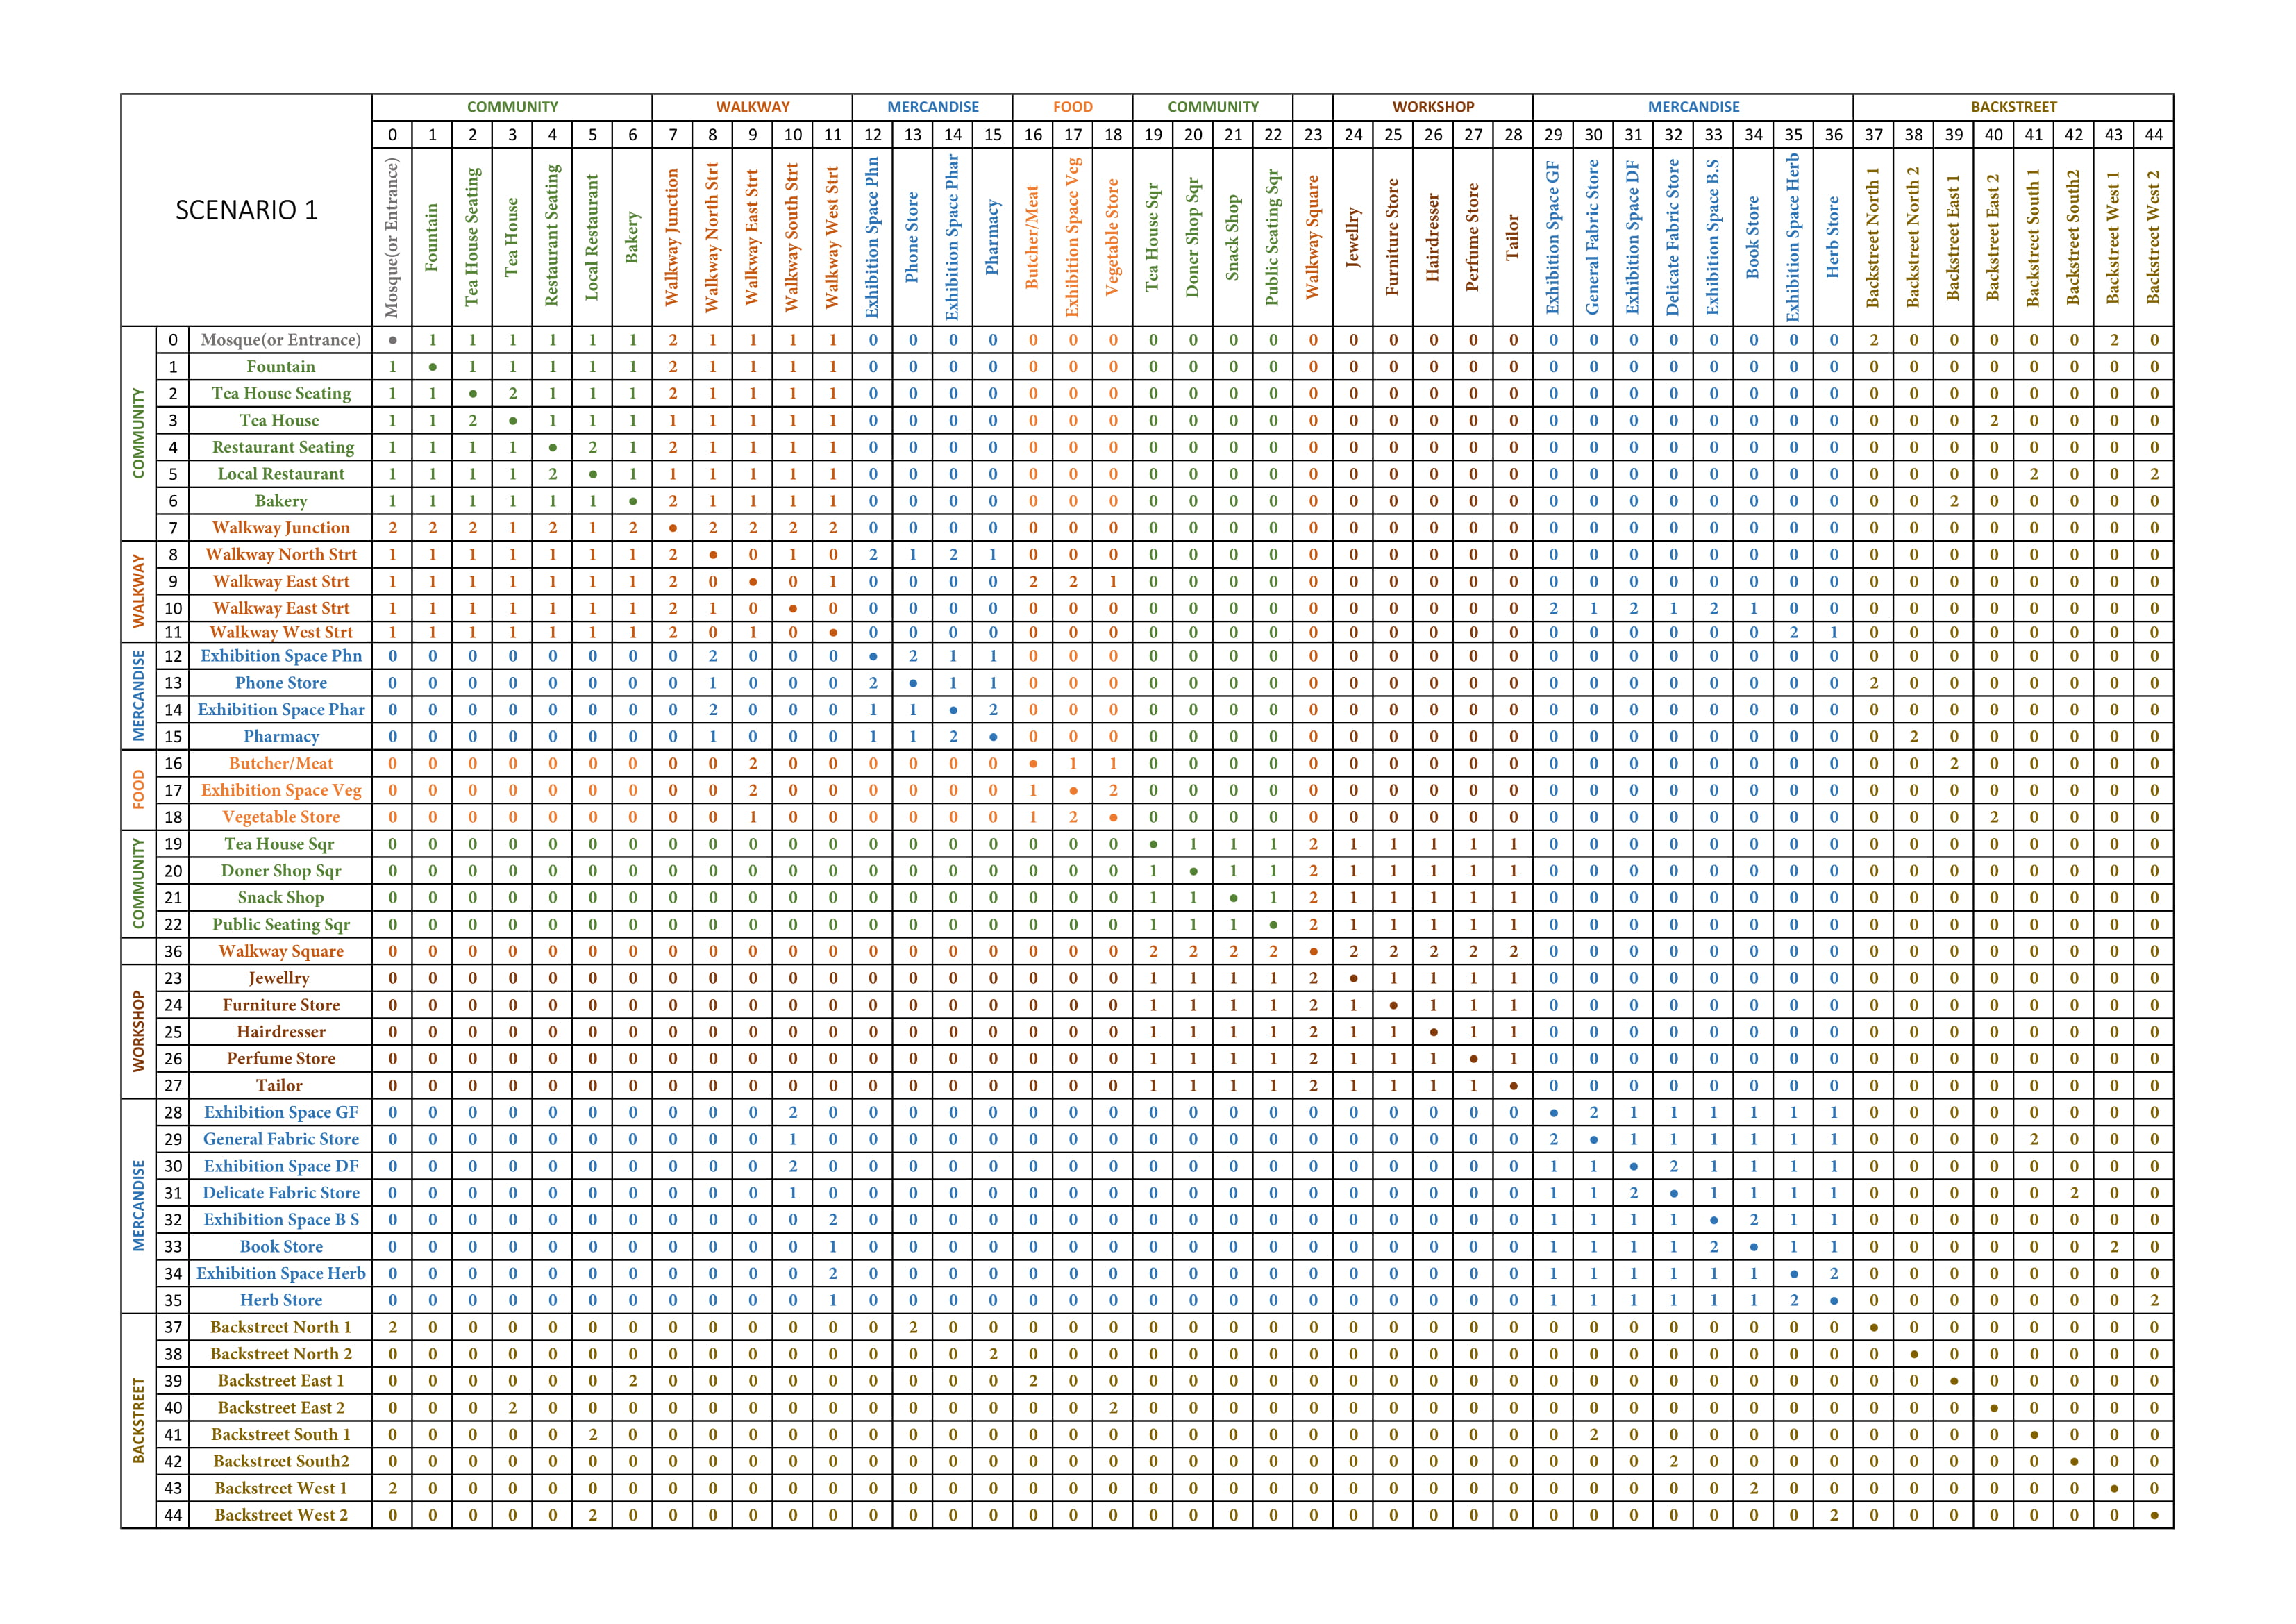 SCENARIO 1
COMMUNITY WALKWAY MERCANDISE FOOD COMMUNITY WORKSHOP MERCANDISE BACKSTREET
0 1 2 3 4 5 6 7 8 9 10 11 12 13 14 15 16 17 18 19 20 21 22 23 24 25 26 27 28 29 30 31 32 33 34 35 36 37 38 39 40 41 42 43 44
Mosque(or Entrance)
Fountain
Tea House Seating
Tea House
Restaurant Seating
Local Restaurant
Bakery
Walkway Junction
Walkway North Strt
Walkway East Strt
Walkway South Strt
Walkway West Strt
Exhibition Space Phn
Phone Store
Exhibition Space Phar
Pharmacy
Butcher/Meat
Exhibition Space Veg
Vegetable Store
Tea House Sqr
Doner Shop Sqr
Snack Shop
Public Seating Sqr
Walkway Square
Jewellry
Furniture Store
Hairdresser
Perfume Store
Tailor
Exhibition Space GF
General Fabric Store
Exhibition Space DF
Delicate Fabric Store
Exhibition Space B.S
Book Store
Exhibition Space Herb
Herb Store
Backstreet North 1
Backstreet North 2
Backstreet East 1
Backstreet East 2
Backstreet South 1
Backstreet South2
Backstreet West 1
Backstreet West 2
COMMUNITY
0 Mosque(or Entrance) ● 1 1 1 1 1 1 2 1 1 1 1 0 0 0 0 0 0 0 0 0 0 0 0 0 0 0 0 0 0 0 0 0 0 0 0 0 2 0 0 0 0 0 2 0
1 Fountain 1 ● 1 1 1 1 1 2 1 1 1 1 0 0 0 0 0 0 0 0 0 0 0 0 0 0 0 0 0 0 0 0 0 0 0 0 0 0 0 0 0 0 0 0 0
2 Tea House Seating 1 1 ● 2 1 1 1 2 1 1 1 1 0 0 0 0 0 0 0 0 0 0 0 0 0 0 0 0 0 0 0 0 0 0 0 0 0 0 0 0 0 0 0 0 0
3 Tea House 1 1 2 ● 1 1 1 1 1 1 1 1 0 0 0 0 0 0 0 0 0 0 0 0 0 0 0 0 0 0 0 0 0 0 0 0 0 0 0 0 2 0 0 0 0
4 Restaurant Seating 1 1 1 1 ● 2 1 2 1 1 1 1 0 0 0 0 0 0 0 0 0 0 0 0 0 0 0 0 0 0 0 0 0 0 0 0 0 0 0 0 0 0 0 0 0
5 Local Restaurant 1 1 1 1 2 ● 1 1 1 1 1 1 0 0 0 0 0 0 0 0 0 0 0 0 0 0 0 0 0 0 0 0 0 0 0 0 0 0 0 0 0 2 0 0 2
6 Bakery 1 1 1 1 1 1 ● 2 1 1 1 1 0 0 0 0 0 0 0 0 0 0 0 0 0 0 0 0 0 0 0 0 0 0 0 0 0 0 0 2 0 0 0 0 0
7 Walkway Junction 2 2 2 1 2 1 2 ● 2 2 2 2 0 0 0 0 0 0 0 0 0 0 0 0 0 0 0 0 0 0 0 0 0 0 0 0 0 0 0 0 0 0 0 0 0
WALKWAY
8 Walkway North Strt 1 1 1 1 1 1 1 2 ● 0 1 0 2 1 2 1 0 0 0 0 0 0 0 0 0 0 0 0 0 0 0 0 0 0 0 0 0 0 0 0 0 0 0 0 0
9 Walkway East Strt 1 1 1 1 1 1 1 2 0 ● 0 1 0 0 0 0 2 2 1 0 0 0 0 0 0 0 0 0 0 0 0 0 0 0 0 0 0 0 0 0 0 0 0 0 0
10 Walkway East Strt 1 1 1 1 1 1 1 2 1 0 ● 0 0 0 0 0 0 0 0 0 0 0 0 0 0 0 0 0 0 2 1 2 1 2 1 0 0 0 0 0 0 0 0 0 0
11 Walkway West Strt 1 1 1 1 1 1 1 2 0 1 0 ● 0 0 0 0 0 0 0 0 0 0 0 0 0 0 0 0 0 0 0 0 0 0 0 2 1 0 0 0 0 0 0 0 0
MERCANDISE
12 Exhibition Space Phn 0 0 0 0 0 0 0 0 2 0 0 0 ● 2 1 1 0 0 0 0 0 0 0 0 0 0 0 0 0 0 0 0 0 0 0 0 0 0 0 0 0 0 0 0 0
13 Phone Store 0 0 0 0 0 0 0 0 1 0 0 0 2 ● 1 1 0 0 0 0 0 0 0 0 0 0 0 0 0 0 0 0 0 0 0 0 0 2 0 0 0 0 0 0 0
14 Exhibition Space Phar 0 0 0 0 0 0 0 0 2 0 0 0 1 1 ● 2 0 0 0 0 0 0 0 0 0 0 0 0 0 0 0 0 0 0 0 0 0 0 0 0 0 0 0 0 0
15 Pharmacy 0 0 0 0 0 0 0 0 1 0 0 0 1 1 2 ● 0 0 0 0 0 0 0 0 0 0 0 0 0 0 0 0 0 0 0 0 0 0 2 0 0 0 0 0 0
FOOD
16 Butcher/Meat 0 0 0 0 0 0 0 0 0 2 0 0 0 0 0 0 ● 1 1 0 0 0 0 0 0 0 0 0 0 0 0 0 0 0 0 0 0 0 0 2 0 0 0 0 0
17 Exhibition Space Veg 0 0 0 0 0 0 0 0 0 2 0 0 0 0 0 0 1 ● 2 0 0 0 0 0 0 0 0 0 0 0 0 0 0 0 0 0 0 0 0 0 0 0 0 0 0
18 Vegetable Store 0 0 0 0 0 0 0 0 0 1 0 0 0 0 0 0 1 2 ● 0 0 0 0 0 0 0 0 0 0 0 0 0 0 0 0 0 0 0 0 0 2 0 0 0 0
COMMUNITY
19 Tea House Sqr 0 0 0 0 0 0 0 0 0 0 0 0 0 0 0 0 0 0 0 ● 1 1 1 2 1 1 1 1 1 0 0 0 0 0 0 0 0 0 0 0 0 0 0 0 0
20 Doner Shop Sqr 0 0 0 0 0 0 0 0 0 0 0 0 0 0 0 0 0 0 0 1 ● 1 1 2 1 1 1 1 1 0 0 0 0 0 0 0 0 0 0 0 0 0 0 0 0
21 Snack Shop 0 0 0 0 0 0 0 0 0 0 0 0 0 0 0 0 0 0 0 1 1 ● 1 2 1 1 1 1 1 0 0 0 0 0 0 0 0 0 0 0 0 0 0 0 0
22 Public Seating Sqr 0 0 0 0 0 0 0 0 0 0 0 0 0 0 0 0 0 0 0 1 1 1 ● 2 1 1 1 1 1 0 0 0 0 0 0 0 0 0 0 0 0 0 0 0 0
36 Walkway Square 0 0 0 0 0 0 0 0 0 0 0 0 0 0 0 0 0 0 0 2 2 2 2 ● 2 2 2 2 2 0 0 0 0 0 0 0 0 0 0 0 0 0 0 0 0
WORKSHOP
23 Jewellry 0 0 0 0 0 0 0 0 0 0 0 0 0 0 0 0 0 0 0 1 1 1 1 2 ● 1 1 1 1 0 0 0 0 0 0 0 0 0 0 0 0 0 0 0 0
24 Furniture Store 0 0 0 0 0 0 0 0 0 0 0 0 0 0 0 0 0 0 0 1 1 1 1 2 1 ● 1 1 1 0 0 0 0 0 0 0 0 0 0 0 0 0 0 0 0
25 Hairdresser 0 0 0 0 0 0 0 0 0 0 0 0 0 0 0 0 0 0 0 1 1 1 1 2 1 1 ● 1 1 0 0 0 0 0 0 0 0 0 0 0 0 0 0 0 0
26 Perfume Store 0 0 0 0 0 0 0 0 0 0 0 0 0 0 0 0 0 0 0 1 1 1 1 2 1 1 1 ● 1 0 0 0 0 0 0 0 0 0 0 0 0 0 0 0 0
27 Tailor 0 0 0 0 0 0 0 0 0 0 0 0 0 0 0 0 0 0 0 1 1 1 1 2 1 1 1 1 ● 0 0 0 0 0 0 0 0 0 0 0 0 0 0 0 0
MERCANDISE
28 Exhibition Space GF 0 0 0 0 0 0 0 0 0 0 2 0 0 0 0 0 0 0 0 0 0 0 0 0 0 0 0 0 0 ● 2 1 1 1 1 1 1 0 0 0 0 0 0 0 0
29 General Fabric Store 0 0 0 0 0 0 0 0 0 0 1 0 0 0 0 0 0 0 0 0 0 0 0 0 0 0 0 0 0 2 ● 1 1 1 1 1 1 0 0 0 0 2 0 0 0
30 Exhibition Space DF 0 0 0 0 0 0 0 0 0 0 2 0 0 0 0 0 0 0 0 0 0 0 0 0 0 0 0 0 0 1 1 ● 2 1 1 1 1 0 0 0 0 0 0 0 0
31 Delicate Fabric Store 0 0 0 0 0 0 0 0 0 0 1 0 0 0 0 0 0 0 0 0 0 0 0 0 0 0 0 0 0 1 1 2 ● 1 1 1 1 0 0 0 0 0 2 0 0
32 Exhibition Space B S 0 0 0 0 0 0 0 0 0 0 0 2 0 0 0 0 0 0 0 0 0 0 0 0 0 0 0 0 0 1 1 1 1 ● 2 1 1 0 0 0 0 0 0 0 0
33 Book Store 0 0 0 0 0 0 0 0 0 0 0 1 0 0 0 0 0 0 0 0 0 0 0 0 0 0 0 0 0 1 1 1 1 2 ● 1 1 0 0 0 0 0 0 2 0
34 Exhibition Space Herb 0 0 0 0 0 0 0 0 0 0 0 2 0 0 0 0 0 0 0 0 0 0 0 0 0 0 0 0 0 1 1 1 1 1 1 ● 2 0 0 0 0 0 0 0 0
35 Herb Store 0 0 0 0 0 0 0 0 0 0 0 1 0 0 0 0 0 0 0 0 0 0 0 0 0 0 0 0 0 1 1 1 1 1 1 2 ● 0 0 0 0 0 0 0 2
BACKSTREET
37 Backstreet North 1 2 0 0 0 0 0 0 0 0 0 0 0 0 2 0 0 0 0 0 0 0 0 0 0 0 0 0 0 0 0 0 0 0 0 0 0 0 ● 0 0 0 0 0 0 0
38 Backstreet North 2 0 0 0 0 0 0 0 0 0 0 0 0 0 0 0 2 0 0 0 0 0 0 0 0 0 0 0 0 0 0 0 0 0 0 0 0 0 0 ● 0 0 0 0 0 0
39 Backstreet East 1 0 0 0 0 0 0 2 0 0 0 0 0 0 0 0 0 2 0 0 0 0 0 0 0 0 0 0 0 0 0 0 0 0 0 0 0 0 0 0 ● 0 0 0 0 0
40 Backstreet East 2 0 0 0 2 0 0 0 0 0 0 0 0 0 0 0 0 0 0 2 0 0 0 0 0 0 0 0 0 0 0 0 0 0 0 0 0 0 0 0 0 ● 0 0 0 0
41 Backstreet South 1 0 0 0 0 0 2 0 0 0 0 0 0 0 0 0 0 0 0 0 0 0 0 0 0 0 0 0 0 0 0 2 0 0 0 0 0 0 0 0 0 0 ● 0 0 0
42 Backstreet South2 0 0 0 0 0 0 0 0 0 0 0 0 0 0 0 0 0 0 0 0 0 0 0 0 0 0 0 0 0 0 0 0 2 0 0 0 0 0 0 0 0 0 ● 0 0
43 Backstreet West 1 2 0 0 0 0 0 0 0 0 0 0 0 0 0 0 0 0 0 0 0 0 0 0 0 0 0 0 0 0 0 0 0 0 0 2 0 0 0 0 0 0 0 0 ● 0
44 Backstreet West 2 0 0 0 0 0 2 0 0 0 0 0 0 0 0 0 0 0 0 0 0 0 0 0 0 0 0 0 0 0 0 0 0 0 0 0 0 2 0 0 0 0 0 0 0 ●